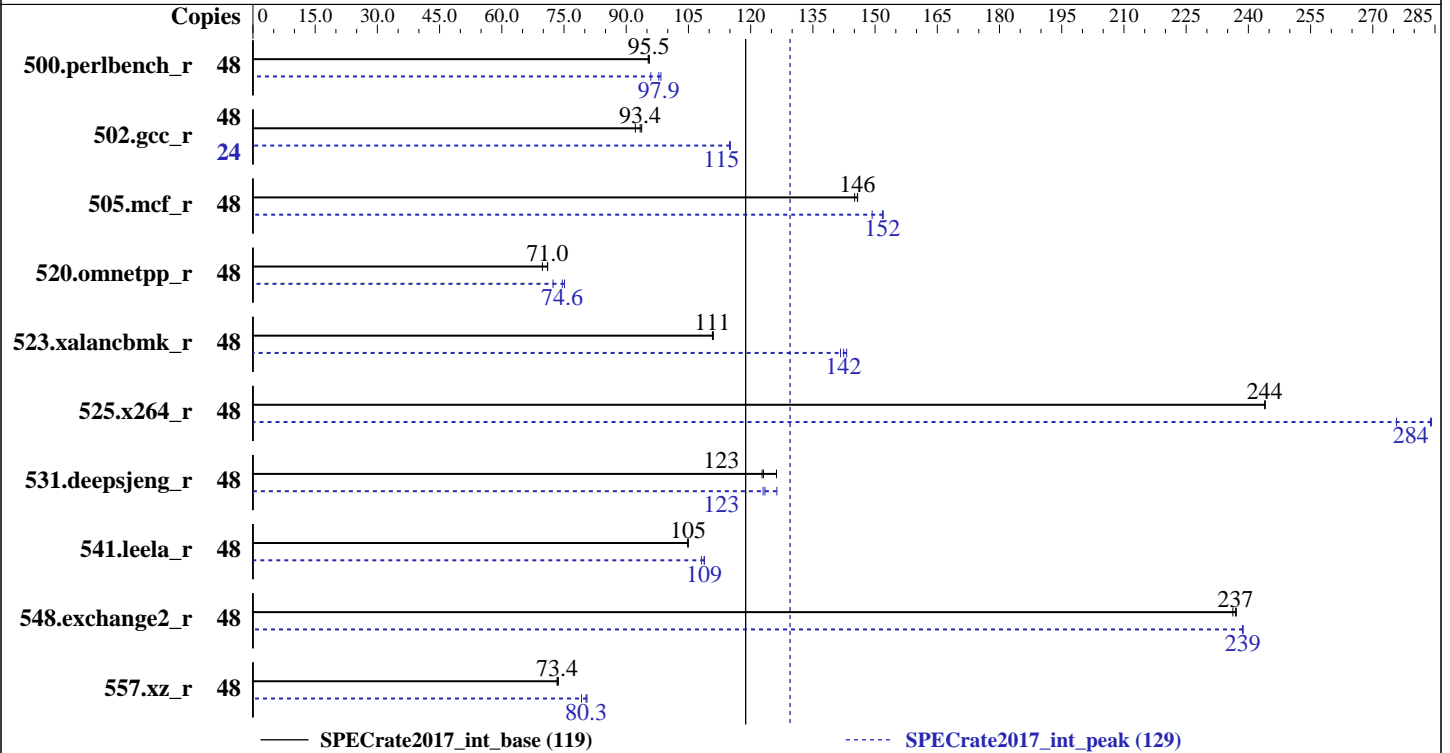 Copies 0 15.0 30.0 45.0 60.0 75.0 90.0 105 120 135 150 165 180 195 210 225 240 255 270 285
95.5
500.perlbench_r 48
97.9
48 93.4
502.gcc_r
24 115
146
505.mcf_r 48
152
71.0
520.omnetpp_r 48
74.6
111
523.xalancbmk_r 48
142
244
525.x264_r 48
284
123
531.deepsjeng_r 48
123
105
541.leela_r 48
109
237
548.exchange2_r 48
239
73.4
557.xz_r 48
80.3
SPECrate2017_int_base (119) SPECrate2017_int_peak (129)